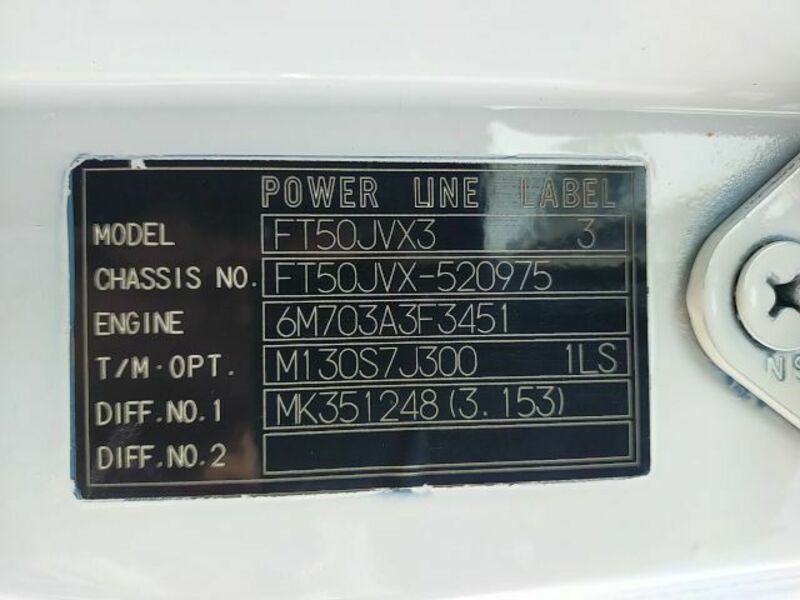 POWER LINE LABEL
MODEL FT50JVX3 3
CHASSIS NO. FT50JVX-520975
ENGINE 6M703A3F3451
T/M·OPT. M130S7J300 1LS
DIFF.NO.1 MK351248(3.153)
DIFF.NO.2